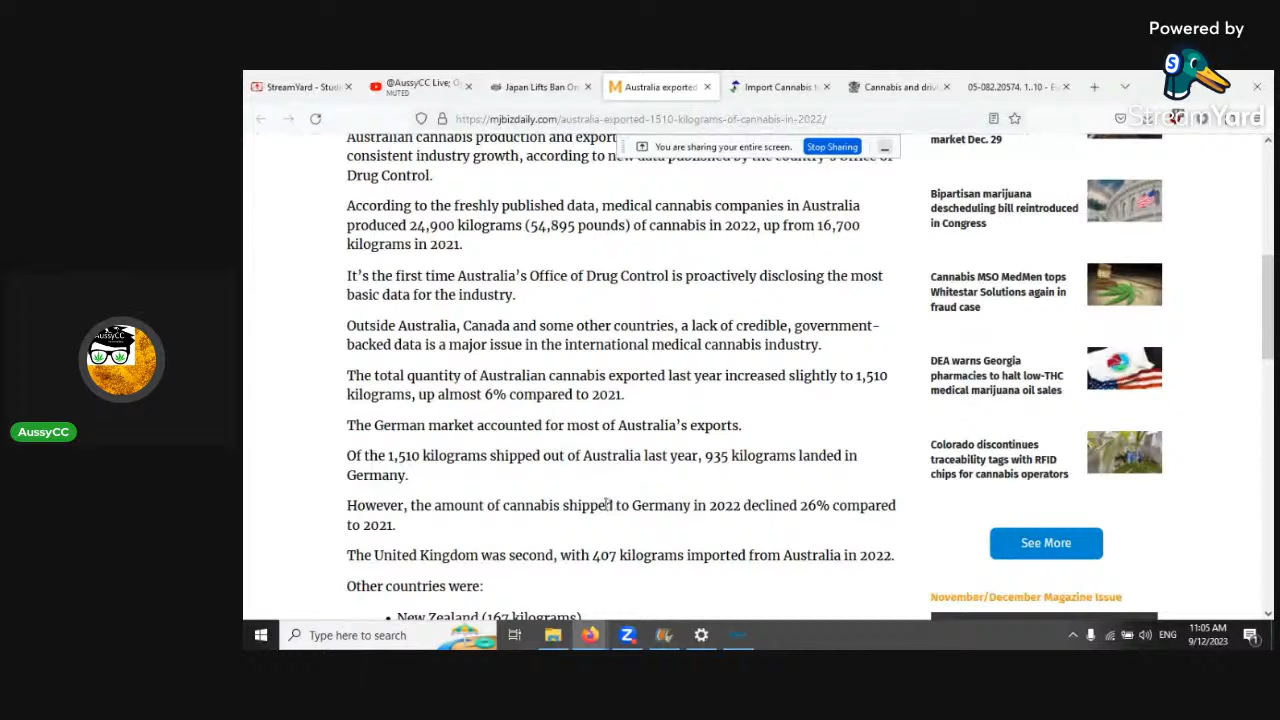 Powered by
StreamYard
StreamYard - Stud
@AussyCC Live; O
MUTED
Japan Lifts Ban On
Australia exported
Import Cannabis t
Cannabis and driv
05-082.20574. 1..10 - E
https://mjbizdaily.com/australia-exported-1510-kilograms-of-cannabis-in-2022/
You are sharing your entire screen.
Stop Sharing
Australian cannabis production and export
consistent industry growth, according to new data published by the country's Office of
Drug Control.
According to the freshly published data, medical cannabis companies in Australia
produced 24,900 kilograms (54,895 pounds) of cannabis in 2022, up from 16,700
kilograms in 2021.
It's the first time Australia's Office of Drug Control is proactively disclosing the most
basic data for the industry.
Outside Australia, Canada and some other countries, a lack of credible, government-
backed data is a major issue in the international medical cannabis industry.
The total quantity of Australian cannabis exported last year increased slightly to 1,510
kilograms, up almost 6% compared to 2021.
The German market accounted for most of Australia's exports.
Of the 1,510 kilograms shipped out of Australia last year, 935 kilograms landed in
Germany.
However, the amount of cannabis shipped to Germany in 2022 declined 26% compared
to 2021.
The United Kingdom was second, with 407 kilograms imported from Australia in 2022.
Other countries were:
• New Zealand (167 kilograms)
market Dec. 29
Bipartisan marijuana
descheduling bill reintroduced
in Congress
Cannabis MSO MedMen tops
Whitestar Solutions again in
fraud case
DEA warns Georgia
pharmacies to halt low-THC
medical marijuana oil sales
Colorado discontinues
traceability tags with RFID
chips for cannabis operators
See More
November/December Magazine Issue
AussyCC
AussyCC
Type here to search
ENG
11:05 AM
9/12/2023